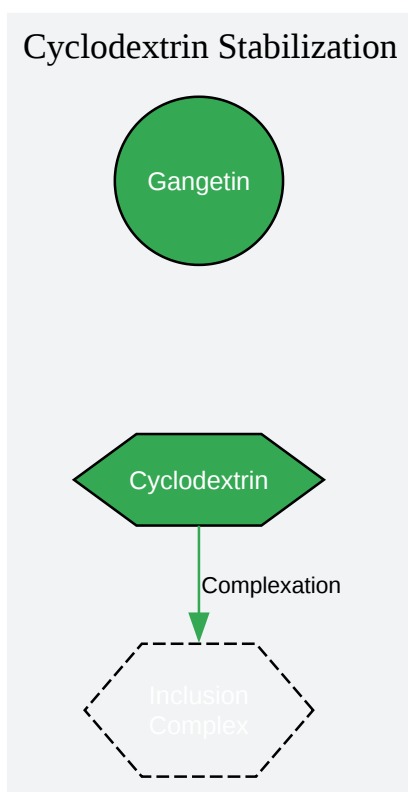 Cyclodextrin Stabilization
Gangetin
Cyclodextrin
Complexation
Inclusion
Complex